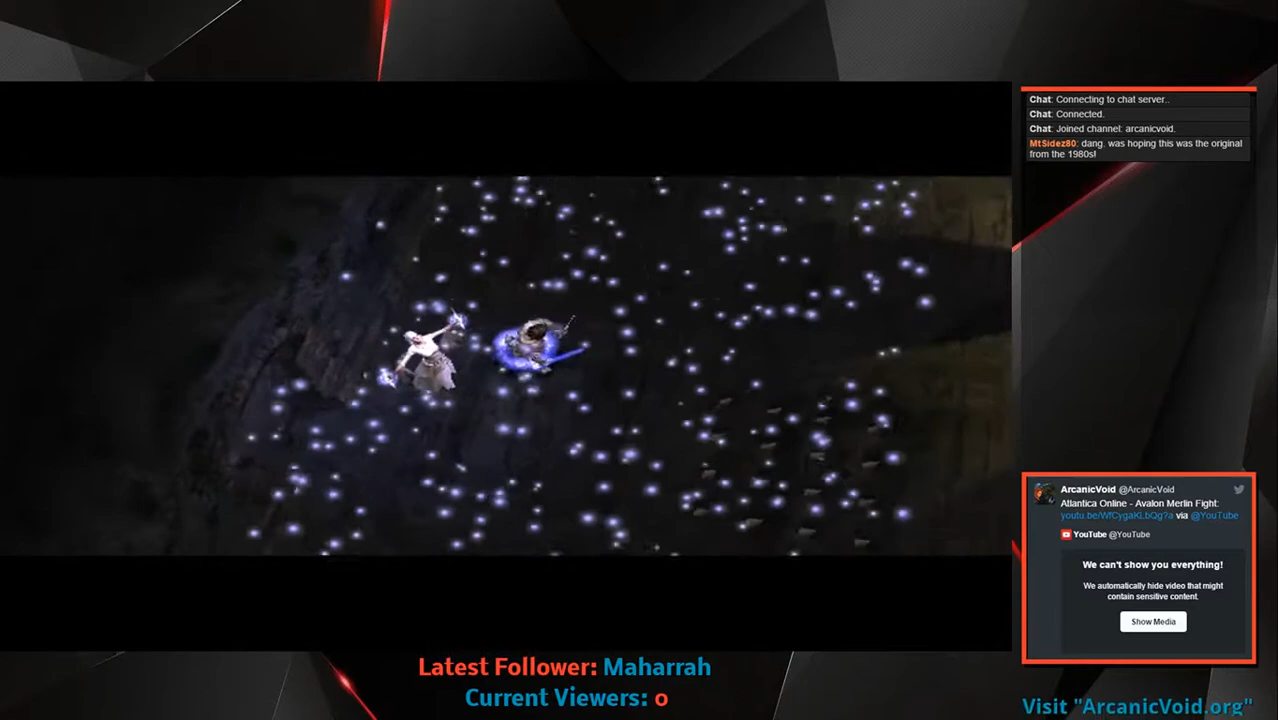 Chat: Connecting to chat server..
Chat: Connected.
Chat: Joined channel: arcanicvoid.
MtSidez80: dang. was hoping this was the original
from the 1980s!
ArcanicVoid @ArcanicVoid
Atlantica Online - Avalon Merlin Fight:
via @YouTube
YouTube @YouTube
We can't show you everything!
We automatically hide video that might
contain sensitive content.
Show Media
Latest Follower: Maharrah
Current Viewers: 0
Visit "ArcanicVoid.org"